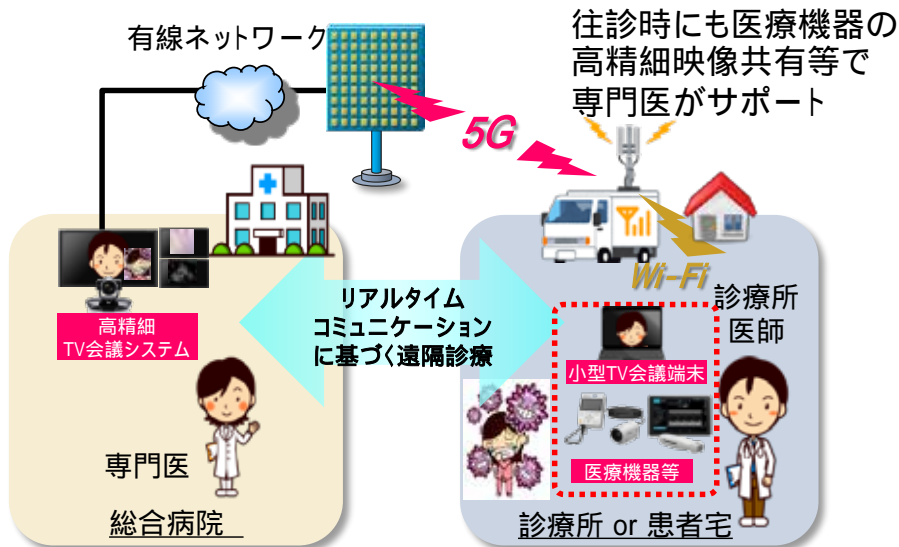 有線ネットワーク
往診時にも医療機器の
高精細映像共有等で
専門医がサポート
5G
Wi-Fi
高精細
TV会議システム
リアルタイム
コミュニケーション
に基づく遠隔診療
診療所
医師
小型TV会議端末
医療機器等
専門医
総合病院
診療所 or 患者宅